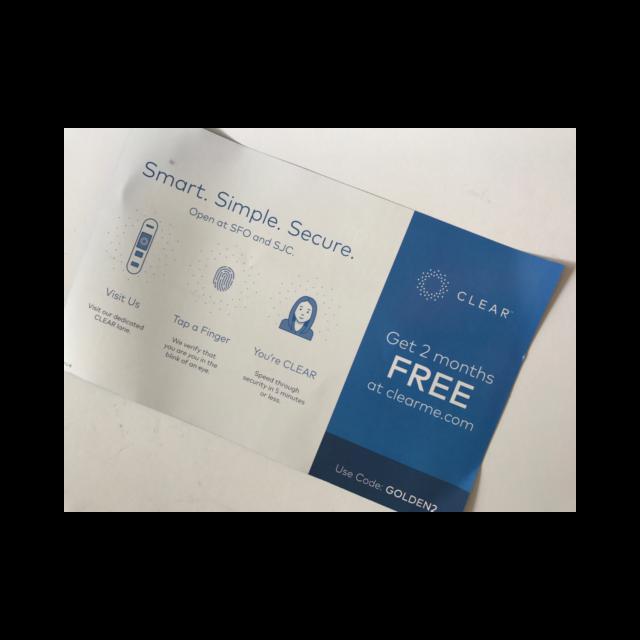 Smart. Simple. Secure.
Open at SFO and SJC.
Visit Us
Visit our dedicated
CLEAR lane.
Tap a Finger
We verify that
you are you in the
blink of an eye.
You're CLEAR
Speed through
security in 5 minutes
or less.
CLEAR
Get 2 months
FREE
at clearme.com
Use Code: GOLDEN2